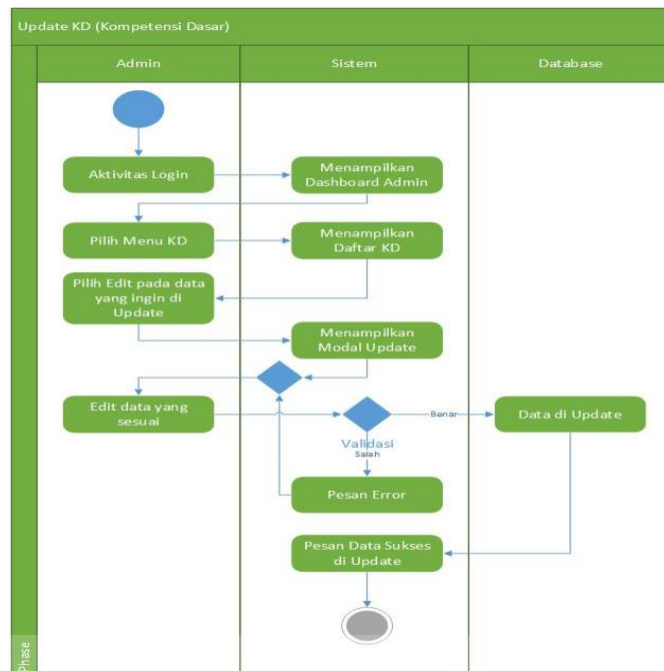 Update KD (Kompetensi Dasar)
Admin
Sistem
Database
Aktivitas Login
Menampilkan
Dashboard Admin
Pilih Menu KD
Menampilkan
Daftar KD
Pilih Edit pada data
yang ingin di
Update
Menampilkan
Modal Update
Edit data yang
sesuai
Validasi
Benar
Data di Update
Salah
Pesan Error
Pesan Data Sukses
di Update
Phase